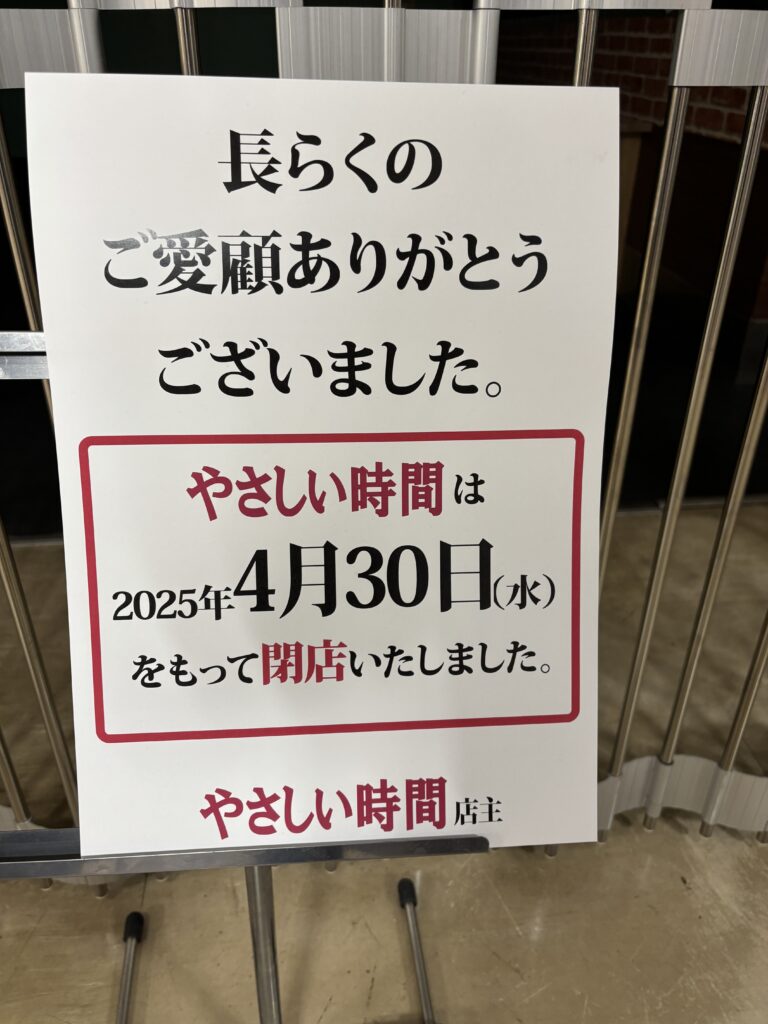 長らくの
ご愛顧ありがとう
ございました。
やさしい時間は
2025年4月30日(水)
をもって閉店いたしました。
やさしい時間 店主